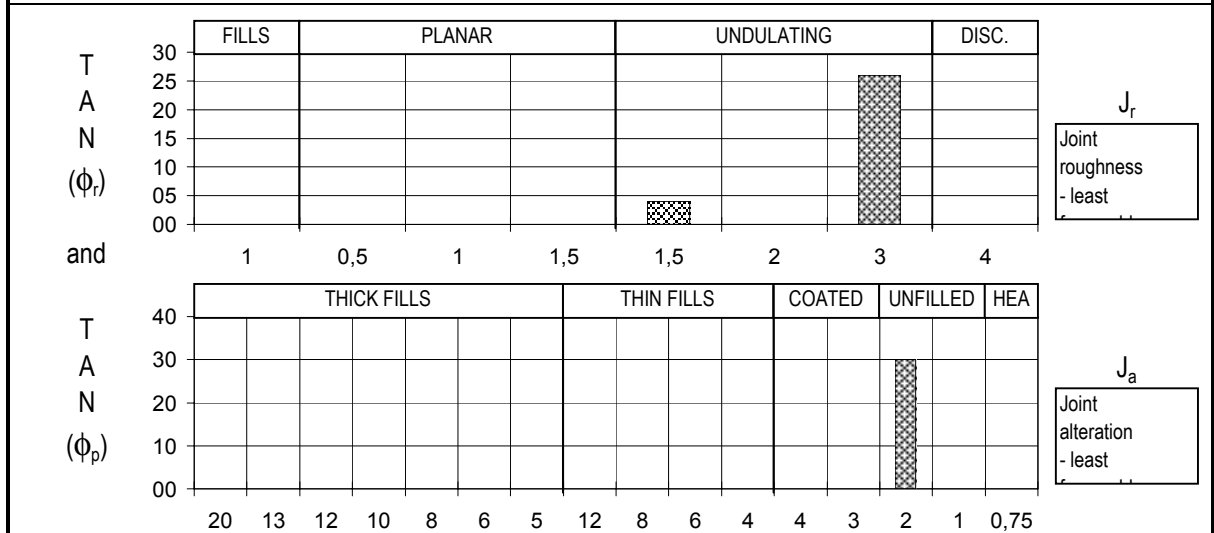 FILLS PLANAR UNDULATING DISC.
T
A
N
(ϕr)
30
25
20
15
10
05
00
Jr
Joint
roughness
- least
and
1 0,5 1 1,5 1,5 2 3 4
THICK FILLS THIN FILLS COATED UNFILLED HEA
T
A
N
(ϕp)
40
30
20
10
00
Ja
Joint
alteration
- least
20 13 12 10 8 6 5 12 8 6 4 4 3 2 1 0,75